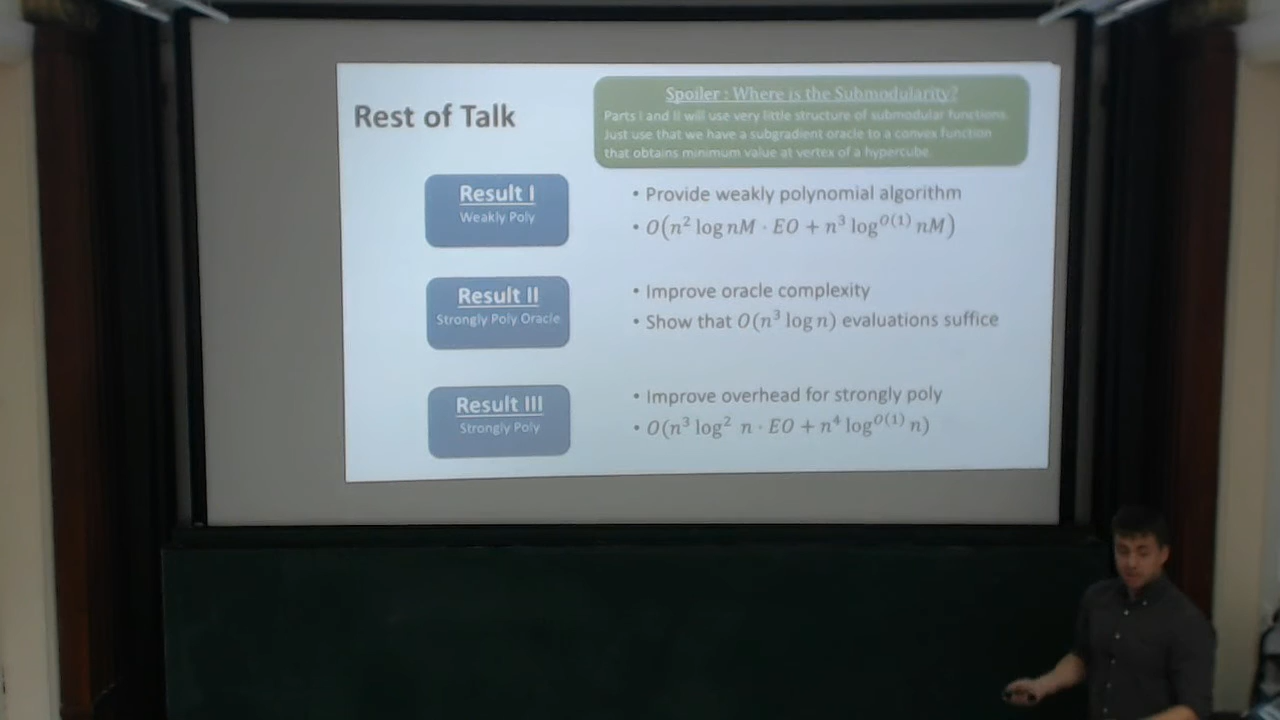 Rest of Talk
Spoiler : Where is the Submodularity?
Parts I and II will use very little structure of submodular functions.
Just use that we have a subgradient oracle to a convex function
that obtains minimum value at vertex of a hypercube.
Result I
Weakly Poly
• Provide weakly polynomial algorithm
• O(n² log nM · EO + n³ log^{O(1)} nM)
Result II
Strongly Poly Oracle
• Improve oracle complexity
• Show that O(n³ log n) evaluations suffice
Result III
Strongly Poly
• Improve overhead for strongly poly
• O(n³ log² n · EO + n⁴ log^{O(1)} n)